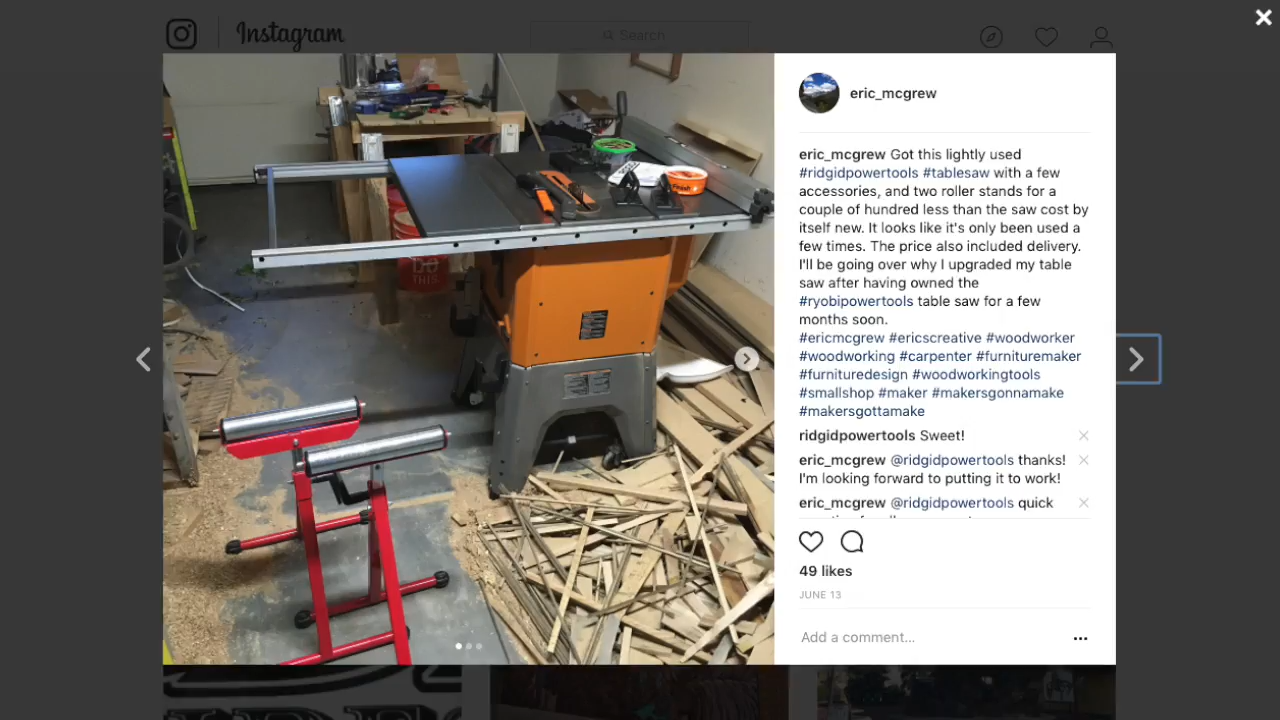 Instagram
Search
eric_mcgrew
eric_mcgrew Got this lightly used
#ridgidpowertools #tablesaw with a few
accessories, and two roller stands for a
couple of hundred less than the saw cost by
itself new. It looks like it's only been used a
few times. The price also included delivery.
I'll be going over why I upgraded my table
saw after having owned the
#ryobipowertools table saw for a few
months soon.
#ericmcgrew #ericscreative #woodworker
#woodworking #carpenter #furnituremaker
#furnituredesign #woodworkingtools
#smallshop #maker #makersgonnamake
#makersgottamake
ridgidpowertools Sweet!
eric_mcgrew @ridgidpowertools thanks!
I'm looking forward to putting it to work!
eric_mcgrew @ridgidpowertools quick
49 likes
JUNE 13
Add a comment...
Finish
DO
THIS.